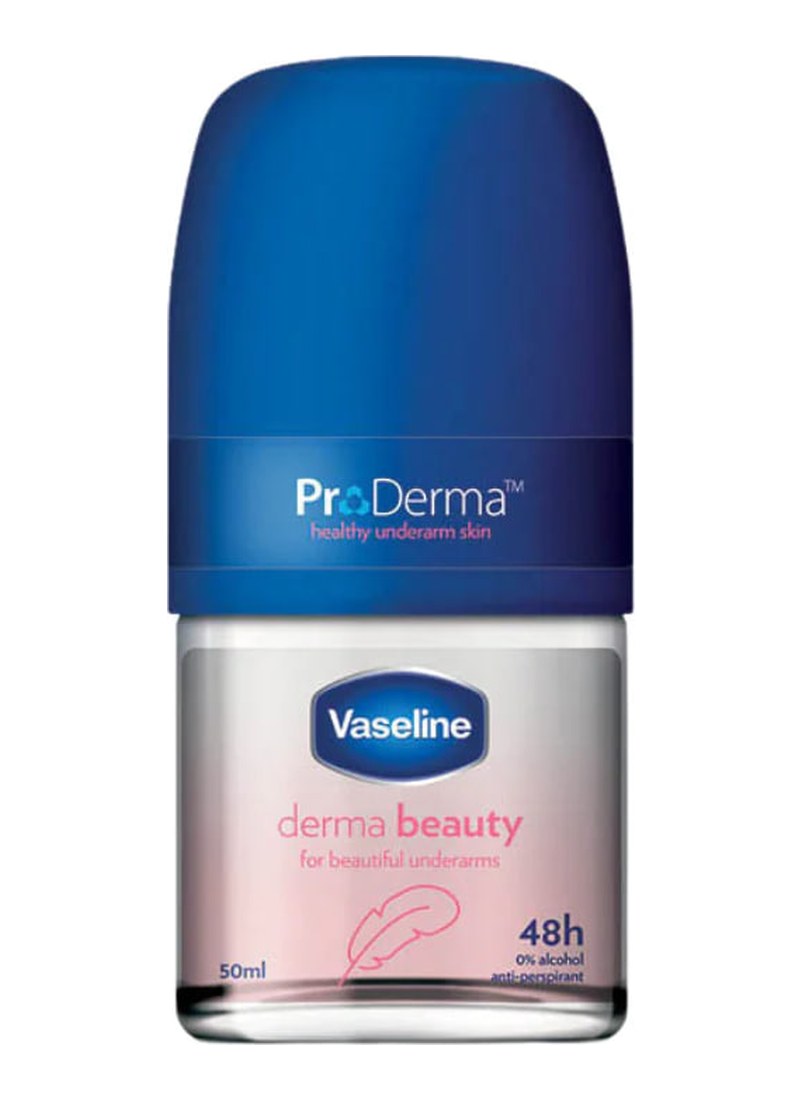 ProDerma™
healthy underarm skin
Vaseline
derma beauty
for beautiful underarms
48h
0% alcohol
anti-perspirant
50ml